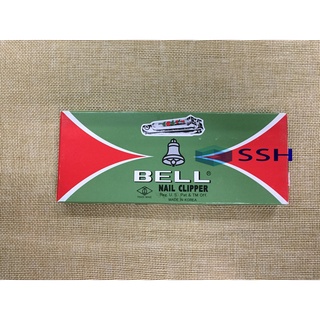 SSH
BELL®
NAIL CLIPPER
Reg. U.S. Pat & TM Off
MADE IN KOREA